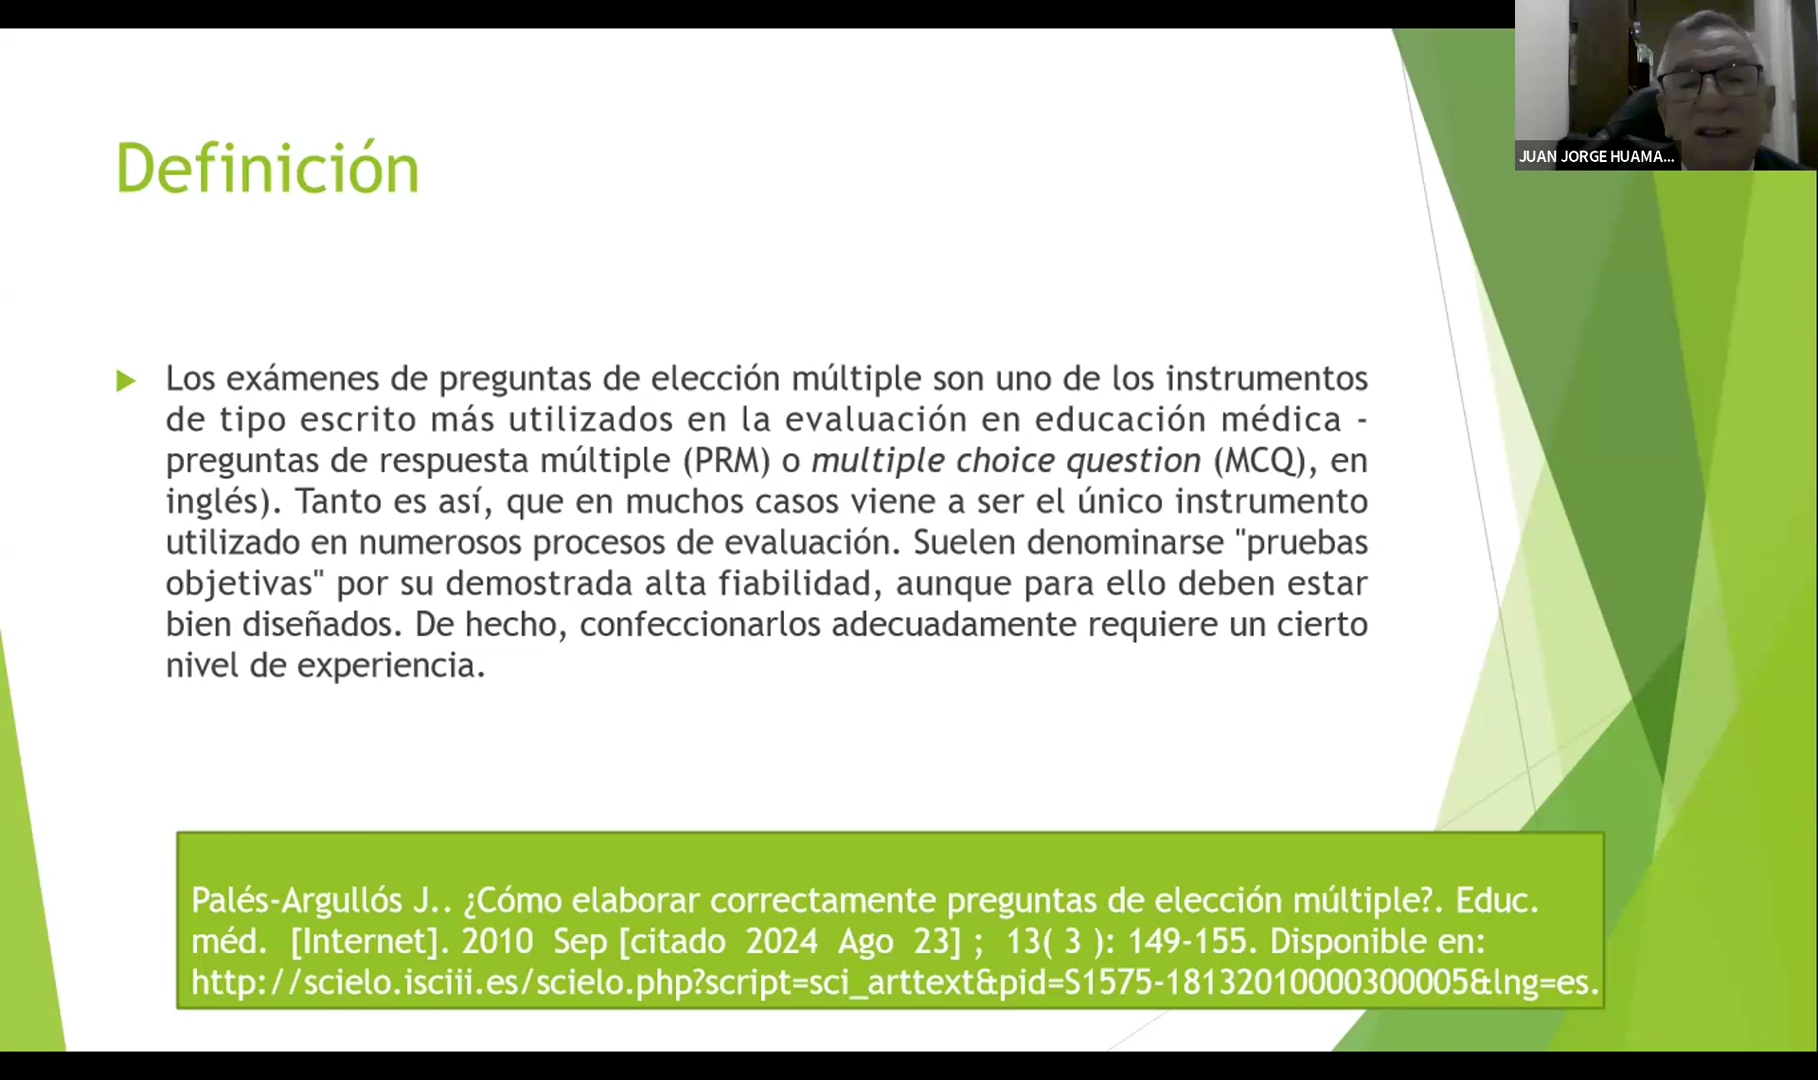 JUAN JORGE HUAMA...
Definición
Los exámenes de preguntas de elección múltiple son uno de los instrumentos
de tipo escrito más utilizados en la evaluación en educación médica -
preguntas de respuesta múltiple (PRM) o multiple choice question (MCQ), en
inglés). Tanto es así, que en muchos casos viene a ser el único instrumento
utilizado en numerosos procesos de evaluación. Suelen denominarse "pruebas
objetivas" por su demostrada alta fiabilidad, aunque para ello deben estar
bien diseñados. De hecho, confeccionarlos adecuadamente requiere un cierto
nivel de experiencia.
Palés-Argullós J.. ¿Cómo elaborar correctamente preguntas de elección múltiple?. Educ.
méd. [Internet]. 2010 Sep [citado 2024 Ago 23] ; 13( 3 ): 149-155. Disponible en:
http://scielo.isciii.es/scielo.php?script=sci_arttext&pid=S1575-18132010000300005&lng=es.